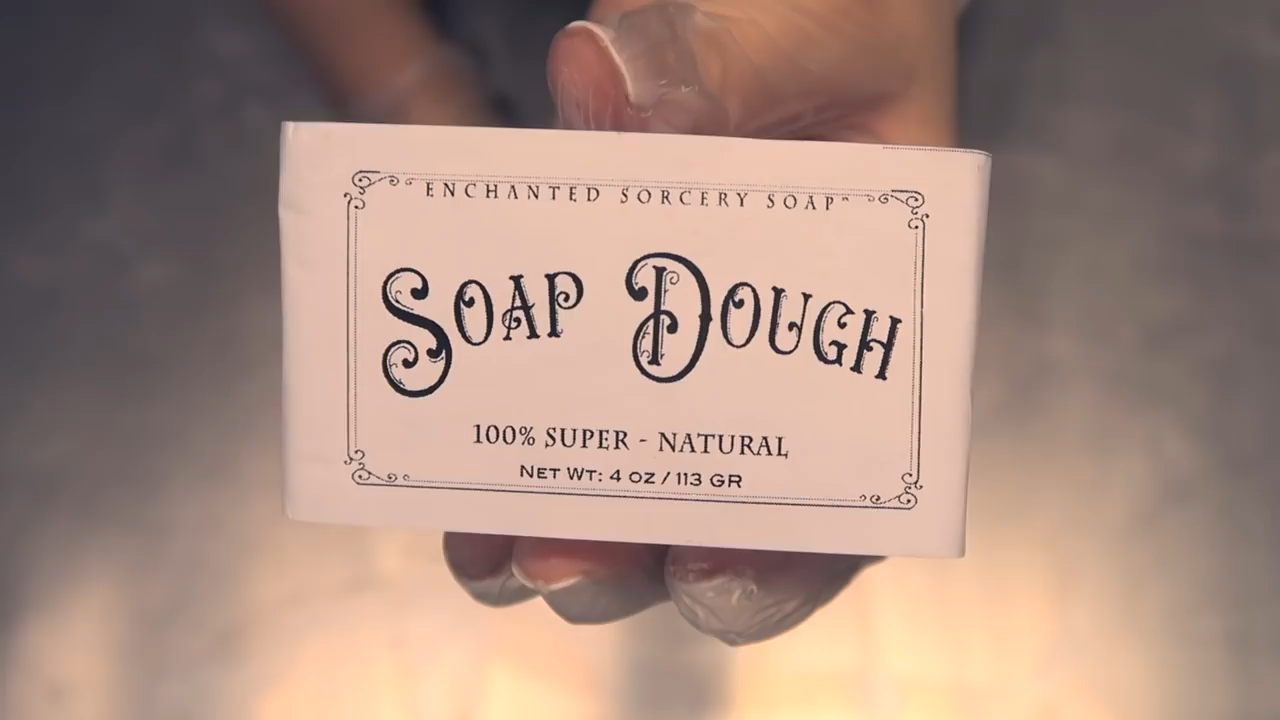 ENCHANTED SORCERY SOAP™
SOAP DOUGH
100% SUPER - NATURAL
NET WT: 4 OZ / 113 GR